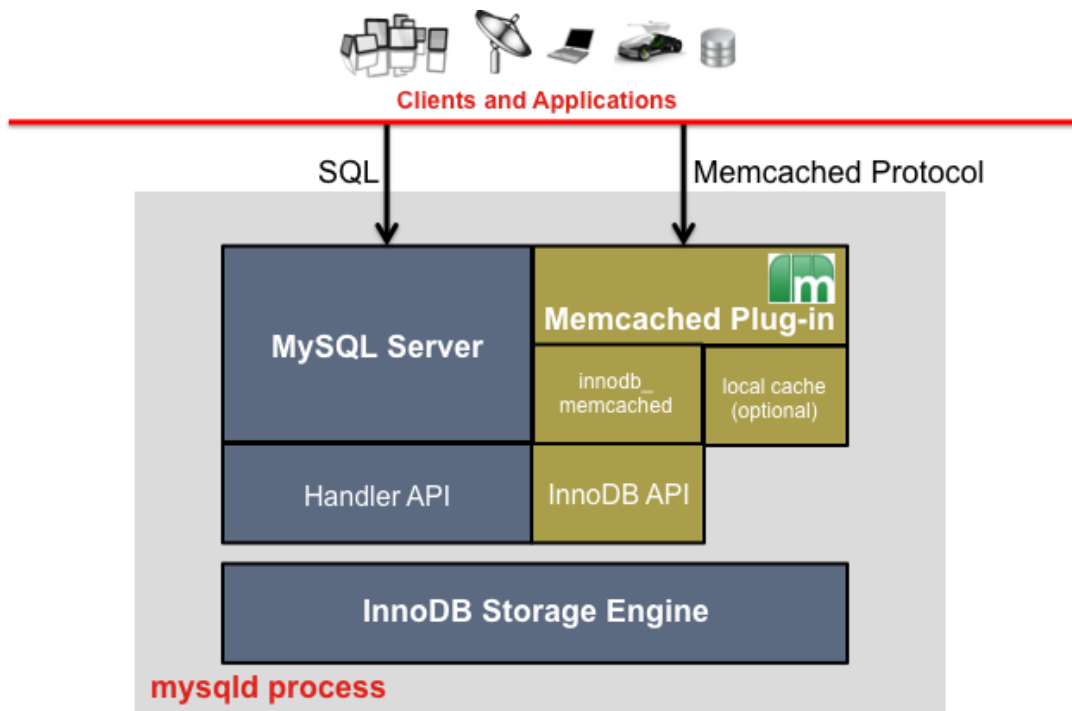 Clients and Applications
SQL
Memcached Protocol
m
Memcached Plug-in
MySQL Server
innodb_
memcached
local cache
(optional)
Handler API
InnoDB API
InnoDB Storage Engine
mysqld process